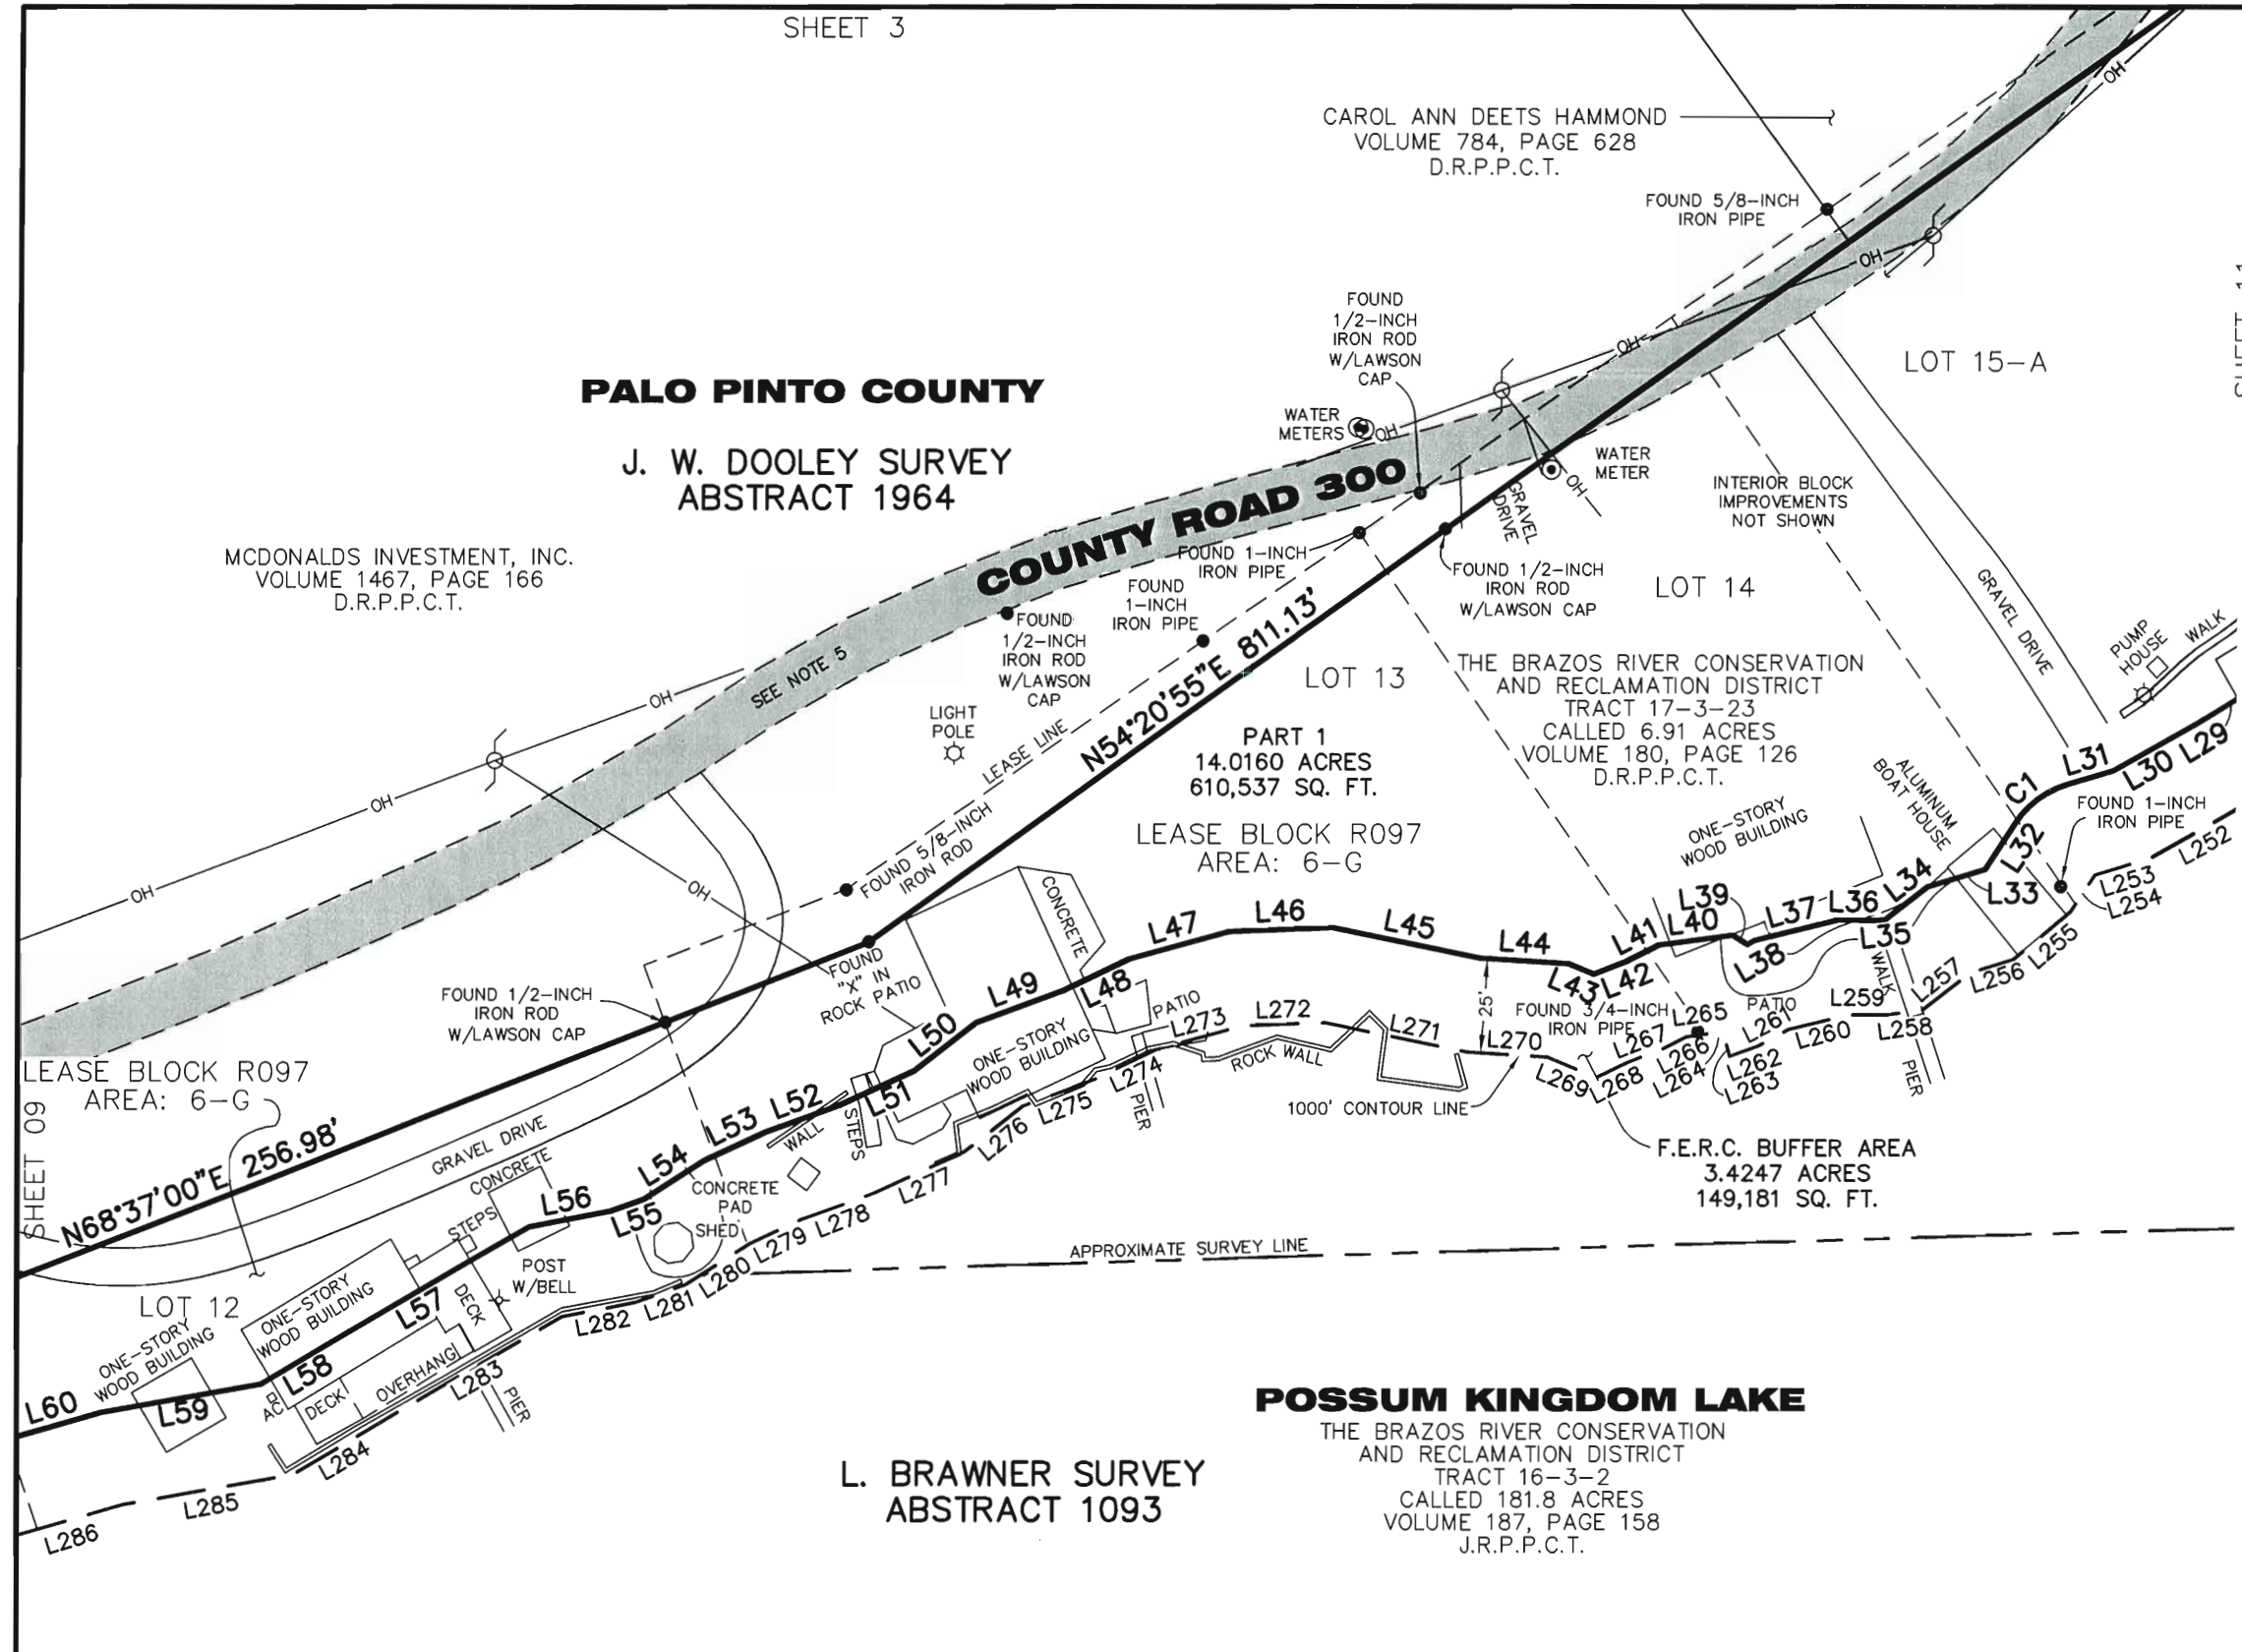 SHEET 3
CAROL ANN DEETS HAMMOND
VOLUME 784, PAGE 628
D.R.P.P.C.T.
OH
FOUND 5/8-INCH
IRON PIPE
OH
FOUND
1/2-INCH
IRON ROD
W/LAWSON
CAP
OH
LOT 15-A
PALO PINTO COUNTY
J. W. DOOLEY SURVEY
ABSTRACT 1964
WATER
METERS
OH
WATER
METER
OH
GRAVEL
DRIVE
INTERIOR BLOCK
IMPROVEMENTS
NOT SHOWN
COUNTY ROAD 300
MCDONALDS INVESTMENT, INC.
VOLUME 1467, PAGE 166
D.R.P.P.C.T.
FOUND 1-INCH
IRON PIPE
FOUND
1-INCH
IRON PIPE
FOUND 1/2-INCH
IRON ROD
W/LAWSON CAP
LOT 14
GRAVEL DRIVE
FOUND
1/2-INCH
IRON ROD
W/LAWSON
CAP
SEE NOTE 5
OH
N54°20'55"E 811.13'
LOT 13
THE BRAZOS RIVER CONSERVATION
AND RECLAMATION DISTRICT
TRACT 17-3-23
CALLED 6.91 ACRES
VOLUME 180, PAGE 126
D.R.P.P.C.T.
PUMP
HOUSE
WALK
LIGHT
POLE
LEASE LINE
PART 1
14.0160 ACRES
610,537 SQ. FT.
LEASE BLOCK R097
AREA: 6-G
OH
OH
OH
FOUND 5/8-INCH
IRON ROD
ONE-STORY
WOOD BUILDING
ALUMINUM
BOAT HOUSE
C1
L31
L30
L29
FOUND 1-INCH
IRON PIPE
L32
L33
L34
L35
L36
L37
L38
L39
L40
L41
L42
L43
L44
L45
L46
L47
L48
L49
L50
L51
L52
L53
L54
L55
L56
L57
L58
L59
L60
L252
L253
L254
L255
L256
L257
L258
L259
L260
L261
L262
L263
L264
L265
L266
L267
L268
L269
L270
L271
L272
L273
L274
L275
L276
L277
L278
L279
L280
L281
L282
L283
L284
L285
L286
CONCRETE
FOUND
"X" IN
ROCK PATIO
FOUND 1/2-INCH
IRON ROD
W/LAWSON CAP
PATIO
ONE-STORY
WOOD BUILDING
ROCK WALL
25'
FOUND 3/4-INCH
IRON PIPE
PATIO
WALK
PIER
1000' CONTOUR LINE
F.E.R.C. BUFFER AREA
3.4247 ACRES
149,181 SQ. FT.
PIER
LEASE BLOCK R097
AREA: 6-G
SHEET 09
N68°37'00"E 256.98'
GRAVEL DRIVE
CONCRETE
STEPS
WALL
STEPS
CONCRETE
PAD
SHED
APPROXIMATE SURVEY LINE
POST
W/BELL
DECK
LOT 12
ONE-STORY
WOOD BUILDING
ONE-STORY
WOOD BUILDING
AC
DECK
OVERHANG
PIER
POSSUM KINGDOM LAKE
THE BRAZOS RIVER CONSERVATION
AND RECLAMATION DISTRICT
TRACT 16-3-2
CALLED 181.8 ACRES
VOLUME 187, PAGE 158
J.R.P.P.C.T.
L. BRAWNER SURVEY
ABSTRACT 1093